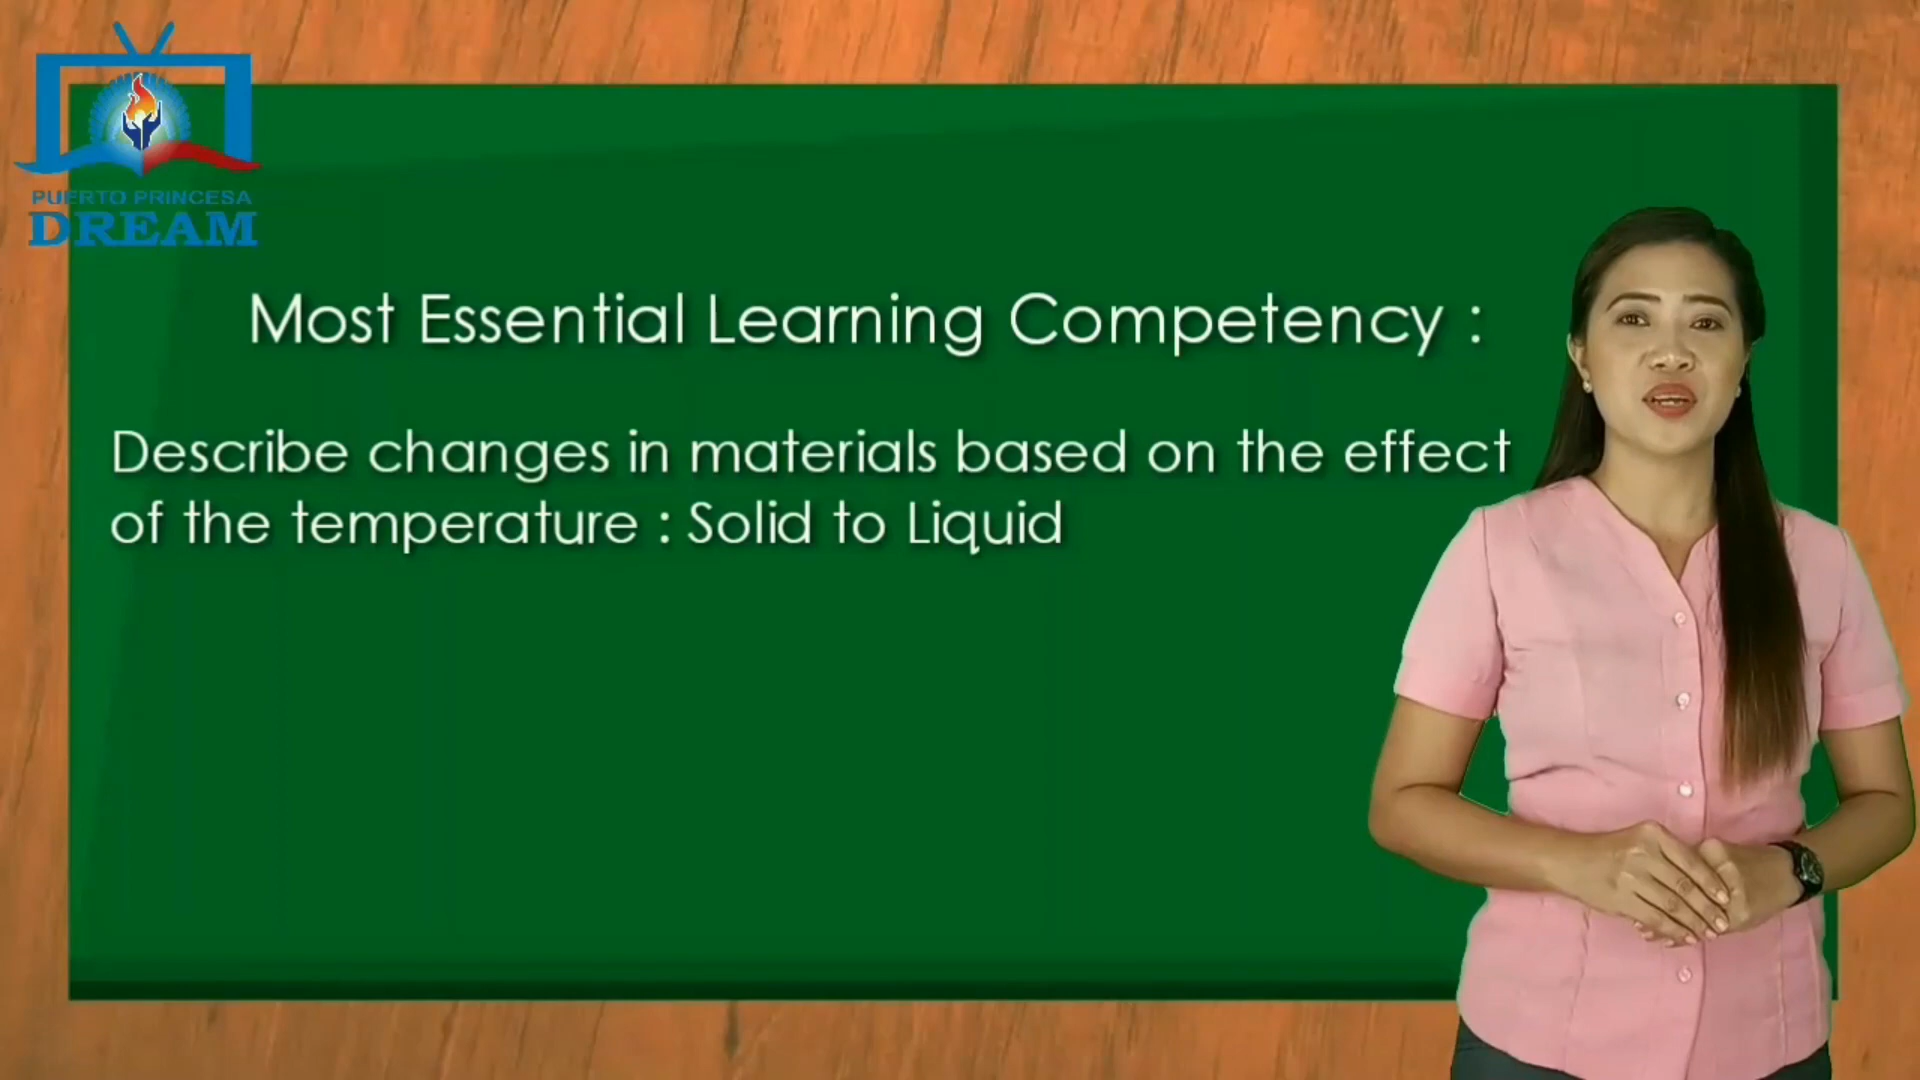 PUERTO PRINCESA
DREAM
Most Essential Learning Competency :
Describe changes in materials based on the effect
of the temperature : Solid to Liquid